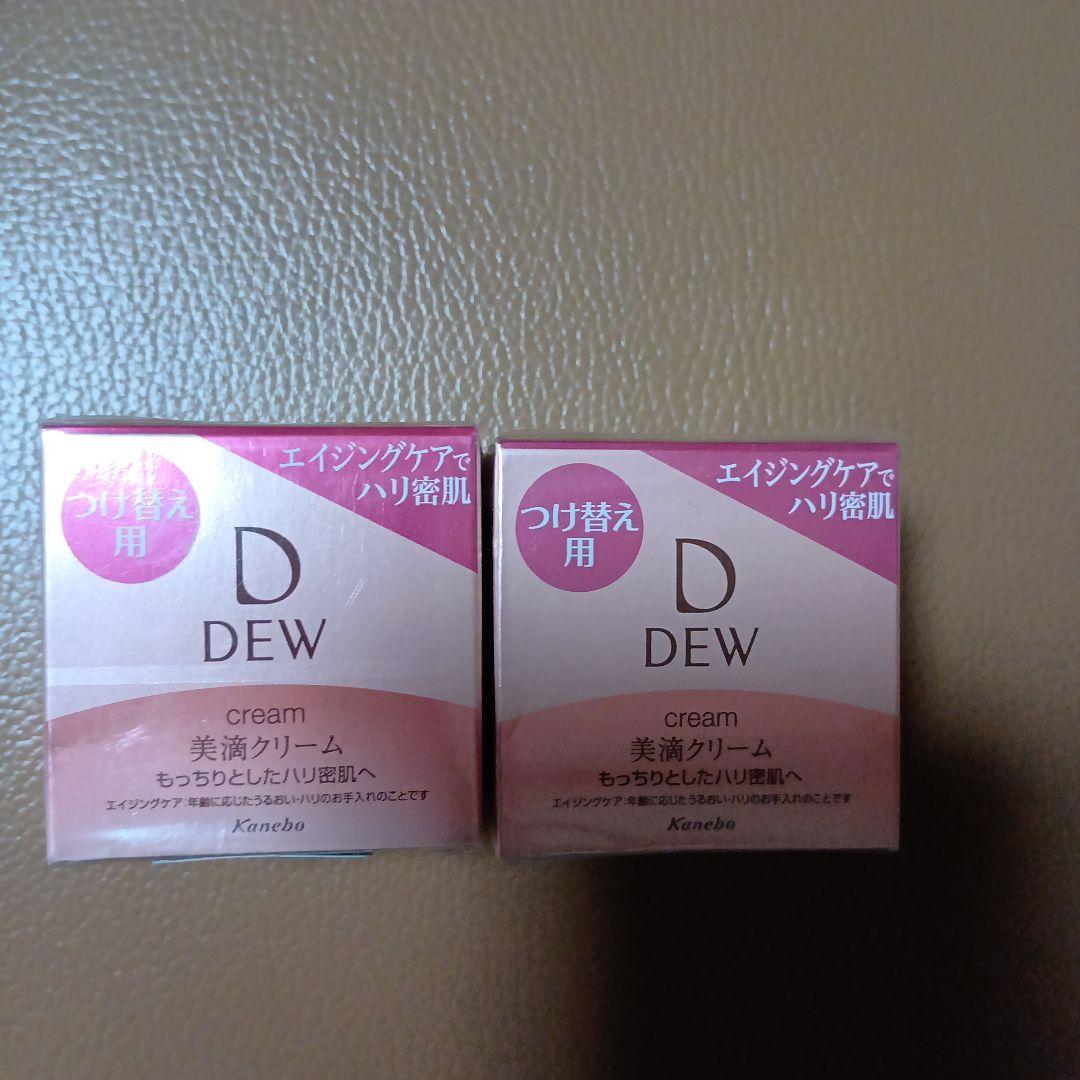 つけ替え
用
エイジングケアで
ハリ密肌
D
DEW
cream
美滴クリーム
もっちりとしたハリ密肌へ
エイジングケア:年齢に応じたうるおい・ハリのお手入れのことです
Kanebo
つけ替え
用
エイジングケアで
ハリ密肌
D
DEW
cream
美滴クリーム
もっちりとしたハリ密肌へ
エイジングケア:年齢に応じたうるおい・ハリのお手入れのことです
Kanebo